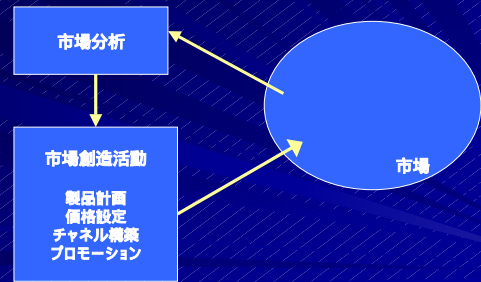 市場分析
市場創造活動
製品計画
価格設定
チャネル構築
プロモーション
市場